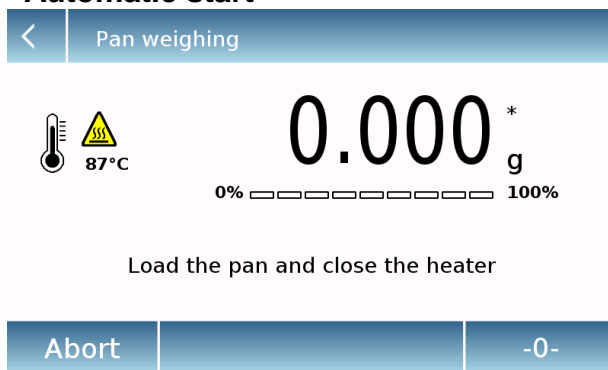 Automatic Start
Pan weighing
0.000 *
g
87°C
0% 100%
Load the pan and close the heater
Abort -0-